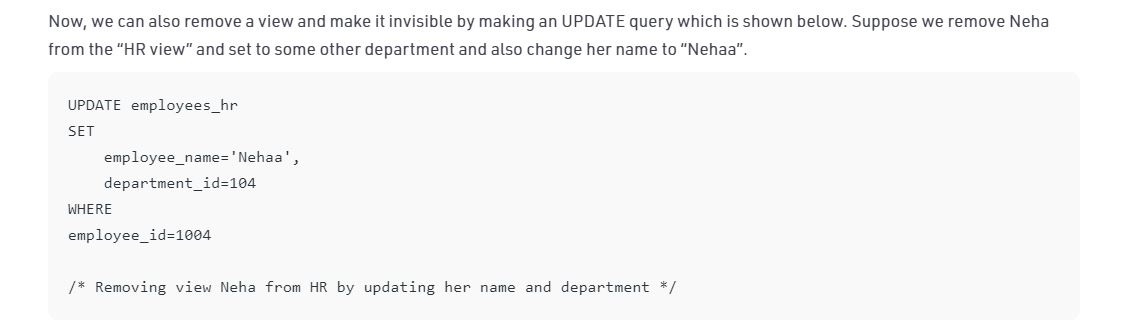 Now, we can also remove a view and make it invisible by making an UPDATE query which is shown below. Suppose we remove Neha
from the “HR view” and set to some other department and also change her name to “Nehaa”.
UPDATE employees_hr
SET
    employee_name='Nehaa',
    department_id=104
WHERE
employee_id=1004
/* Removing view Neha from HR by updating her name and department */